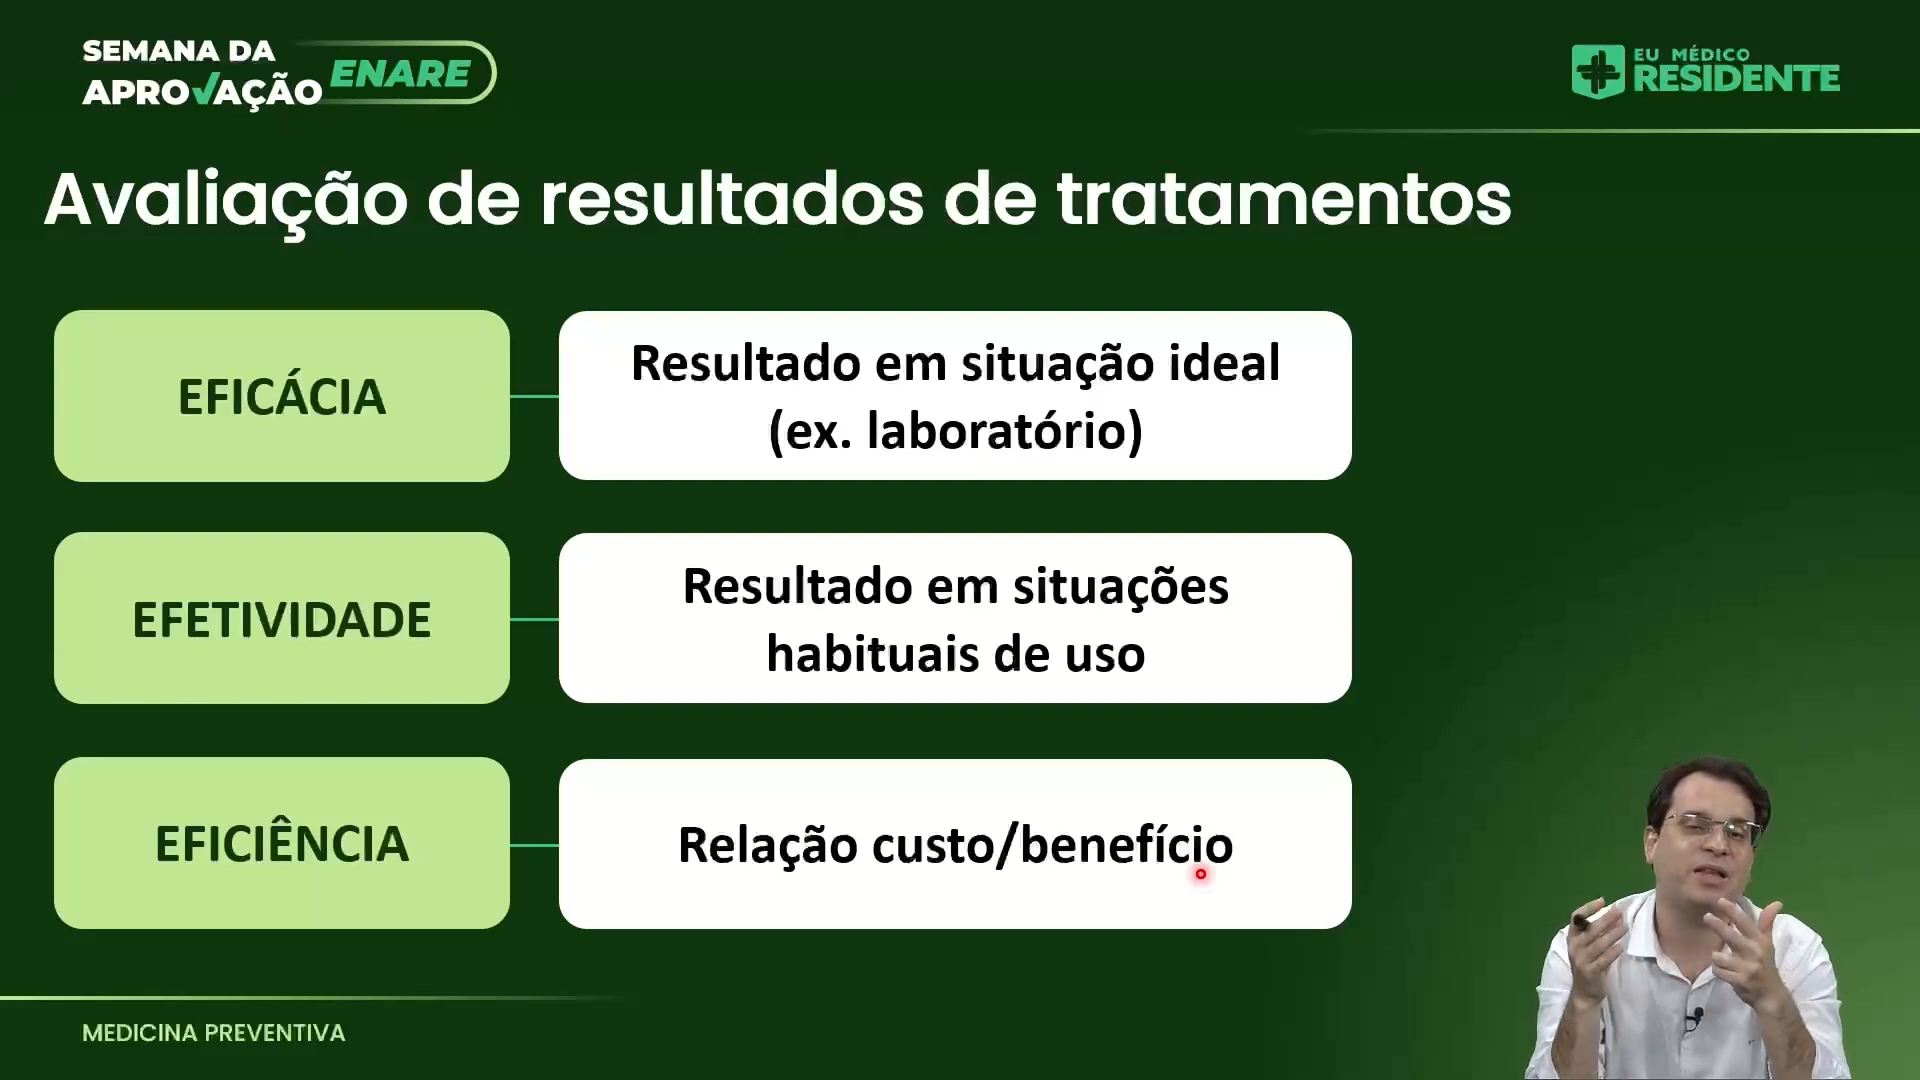 SEMANA DA
APROVAÇÃO ENARE
EU MÉDICO
RESIDENTE
Avaliação de resultados de tratamentos
EFICÁCIA
Resultado em situação ideal
(ex. laboratório)
EFETIVIDADE
Resultado em situações
habituais de uso
EFICIÊNCIA
Relação custo/benefício
MEDICINA PREVENTIVA